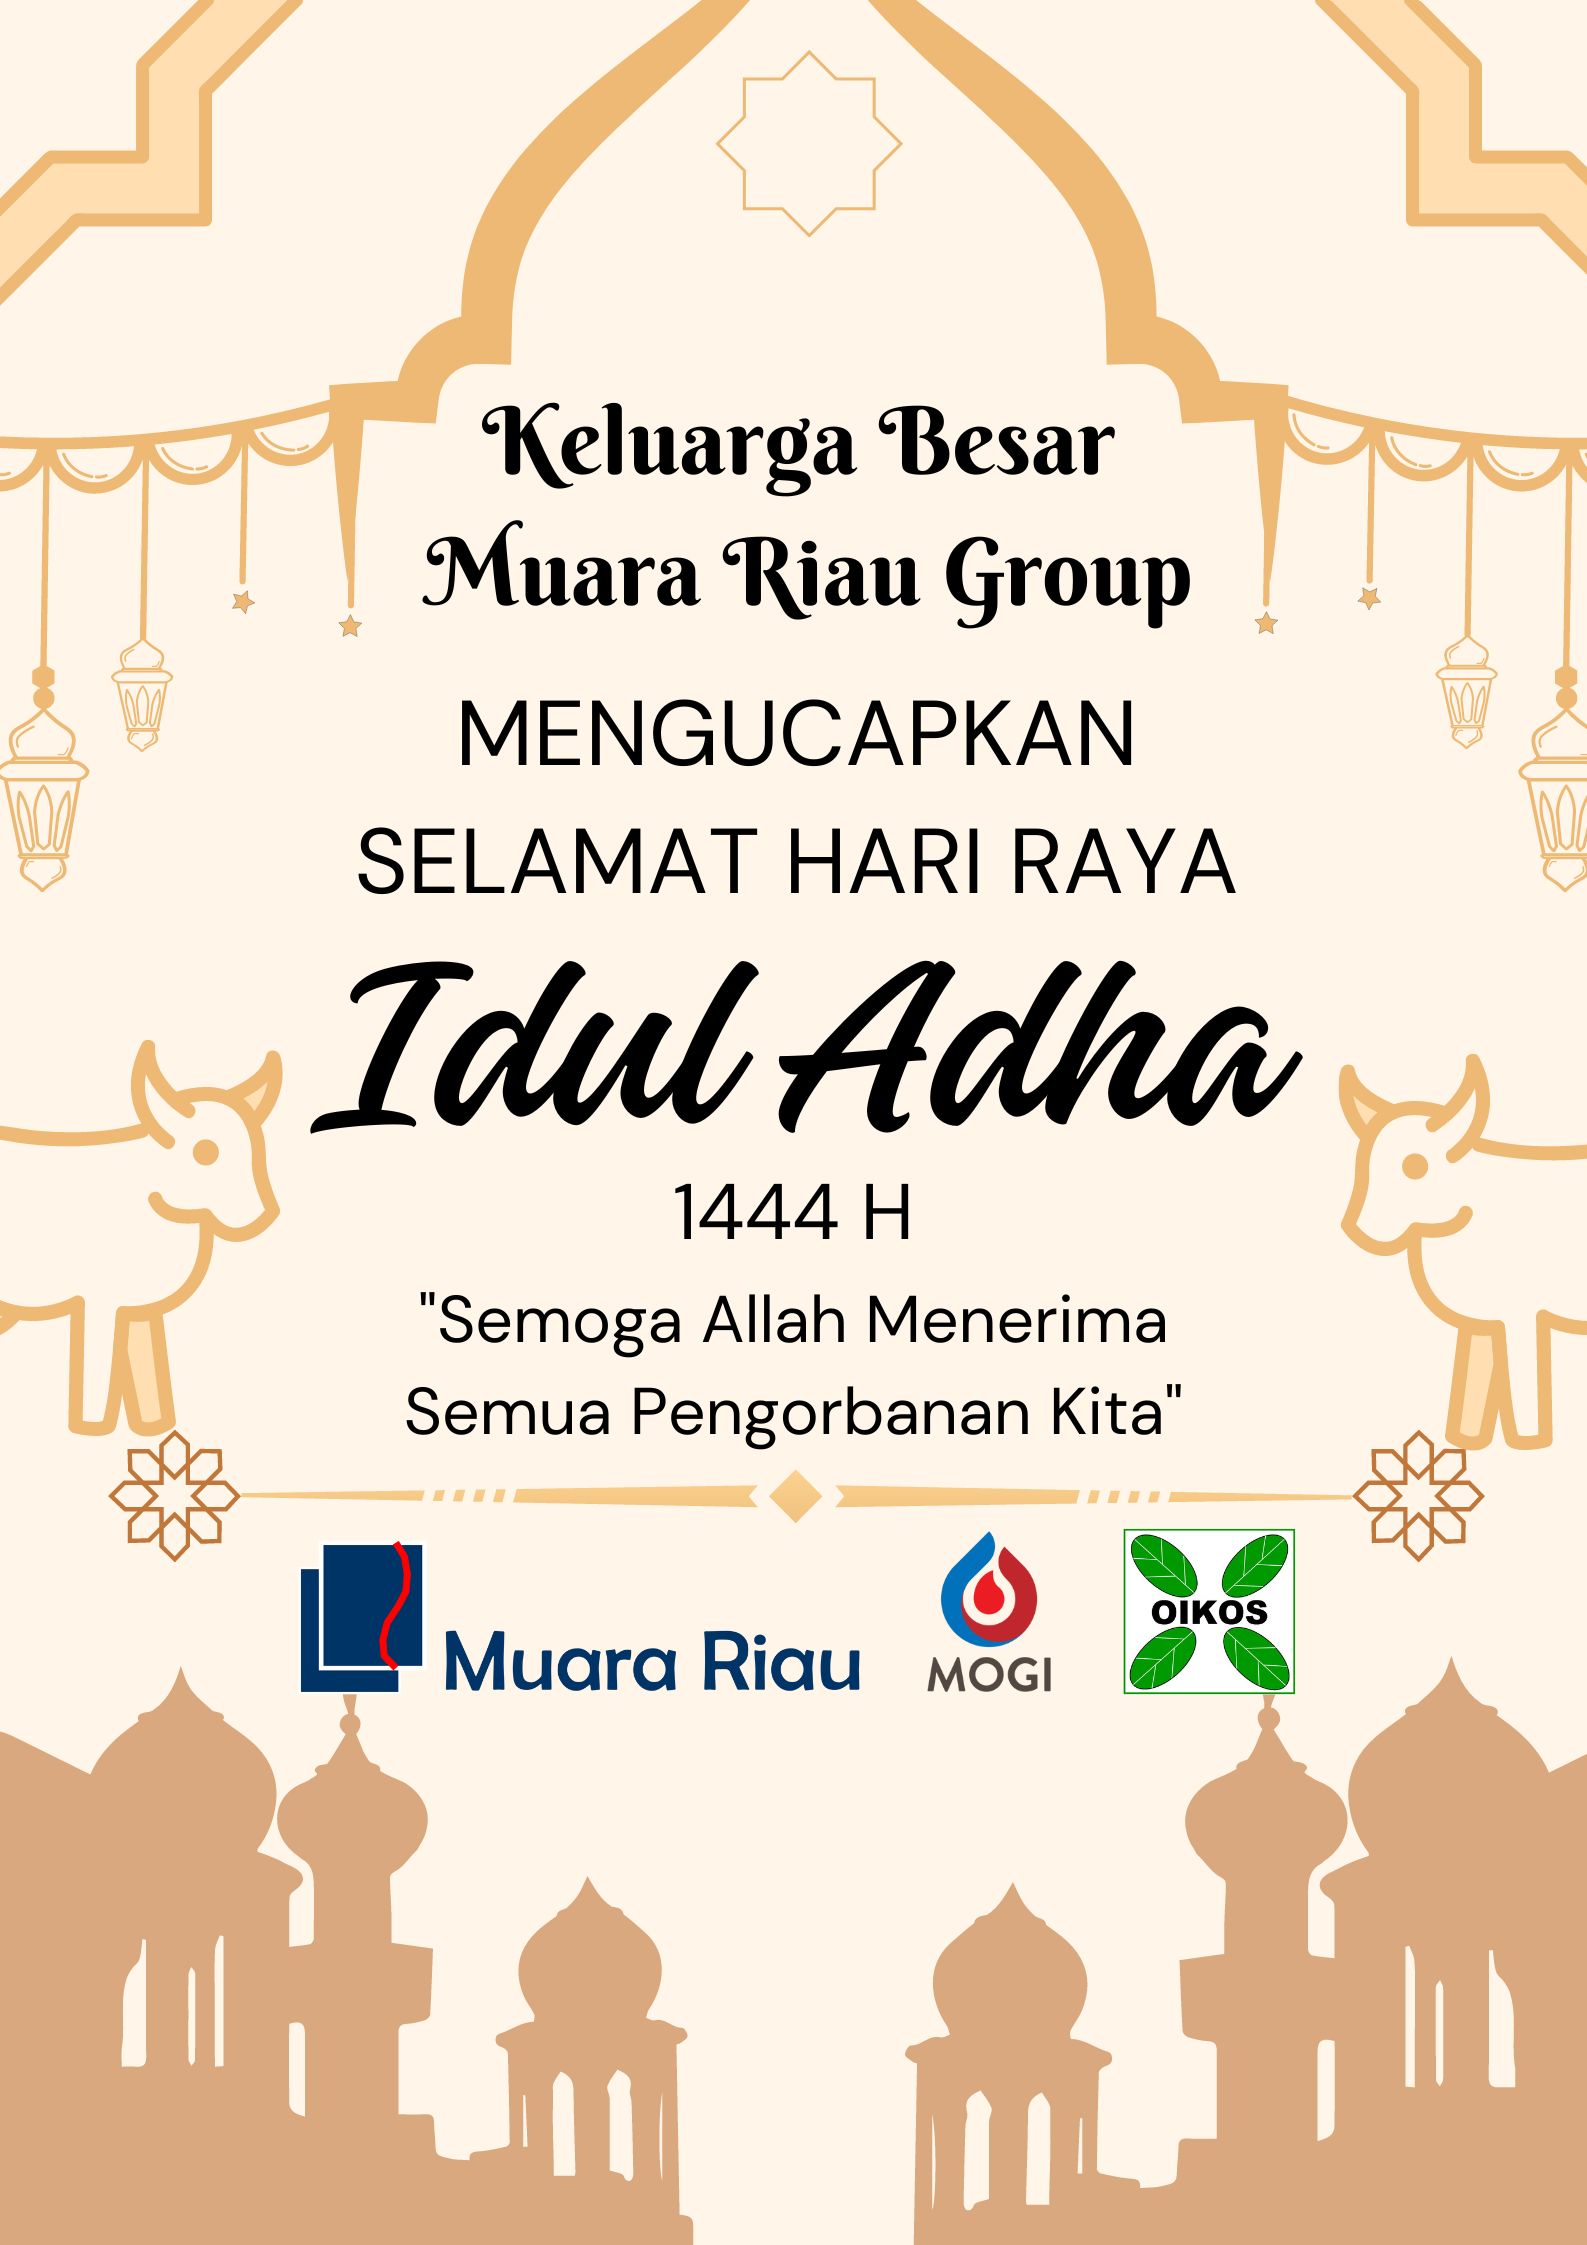 Keluarga Besar
Muara Riau Group
MENGUCAPKAN
SELAMAT HARI RAYA
Idul Adha
1444 H
"Semoga Allah Menerima
Semua Pengorbanan Kita"
Muara Riau
MOGI
OIKOS